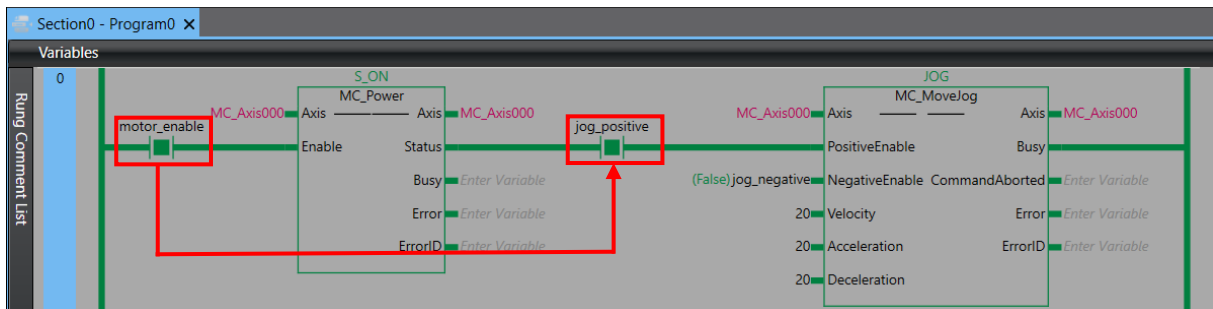 Section0 - Program0 X
Variables
Rung Comment List
0
S_ON
MC_Power
MC_Axis000 Axis Axis MC_Axis000
motor_enable
Enable Status
Busy Enter Variable
Error Enter Variable
ErrorID Enter Variable
jog_positive
JOG
MC_MoveJog
MC_Axis000 Axis Axis MC_Axis000
PositiveEnable Busy
(False) jog_negative NegativeEnable CommandAborted Enter Variable
20 Velocity Error Enter Variable
20 Acceleration ErrorID Enter Variable
20 Deceleration